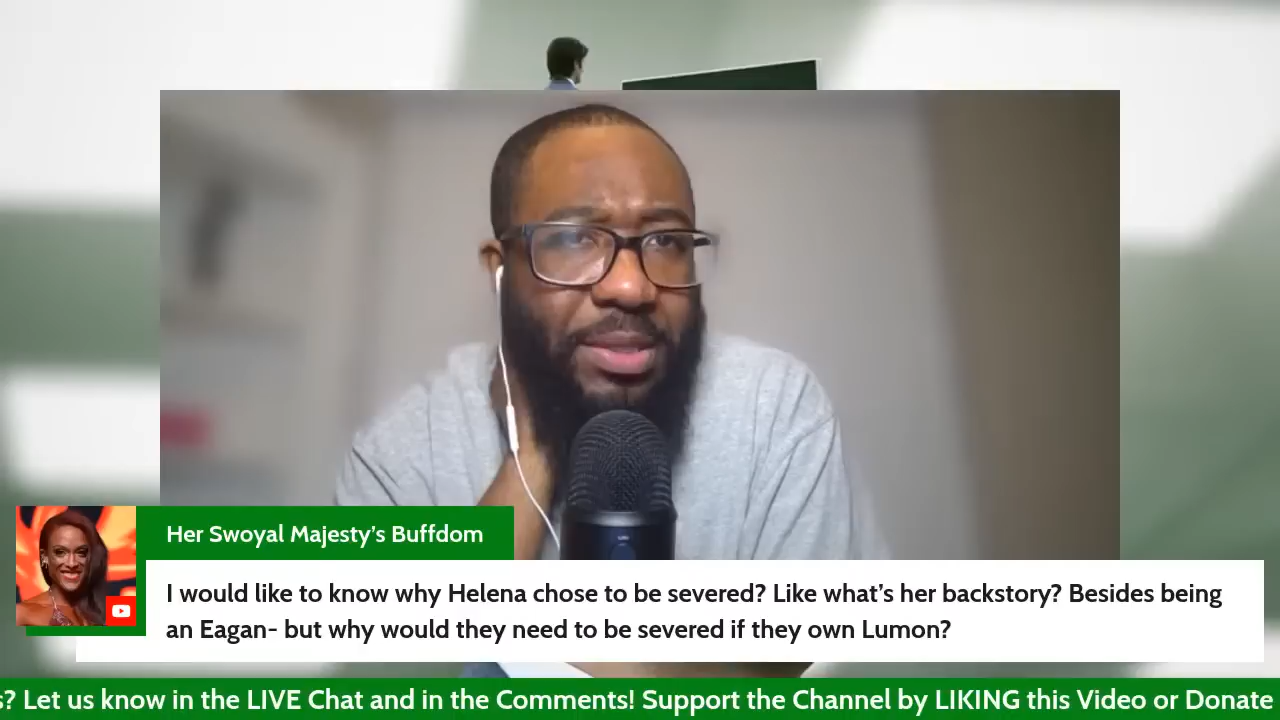 Her Swoyal Majesty’s Buffdom
I would like to know why Helena chose to be severed? Like what’s her backstory? Besides being
an Eagan- but why would they need to be severed if they own Lumon?
s? Let us know in the LIVE Chat and in the Comments! Support the Channel by LIKING this Video or Donate